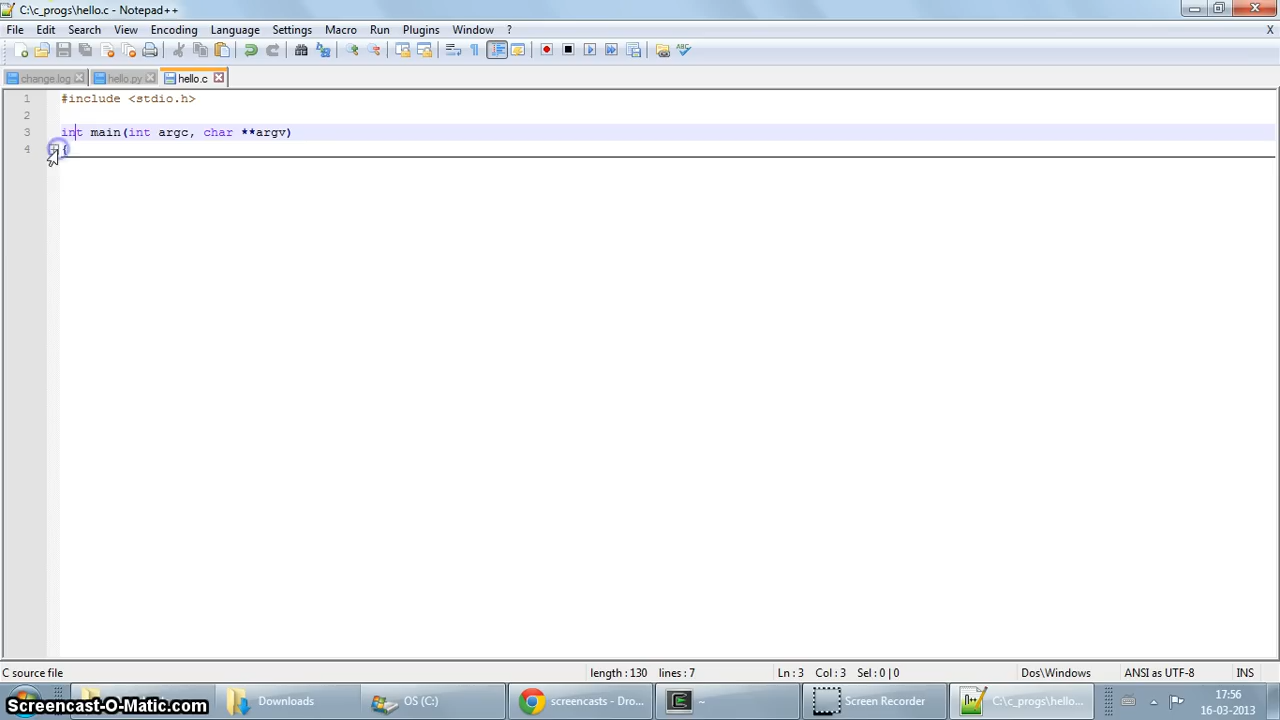 C:\c_progs\hello.c - Notepad++
File Edit Search View Encoding Language Settings Macro Run Plugins Window ? X
change.log hello.py hello.c
1 #include <stdio.h>
2
3 int main(int argc, char **argv)
4 {
C source file length : 130 lines : 7 Ln : 3 Col : 3 Sel : 0 | 0 Dos\Windows ANSI as UTF-8 INS
Downloads OS (C:) screencasts - Dro... ~ Screen Recorder C:\c_progs\hello...
17:56
16-03-2013
Screencast-O-Matic.com